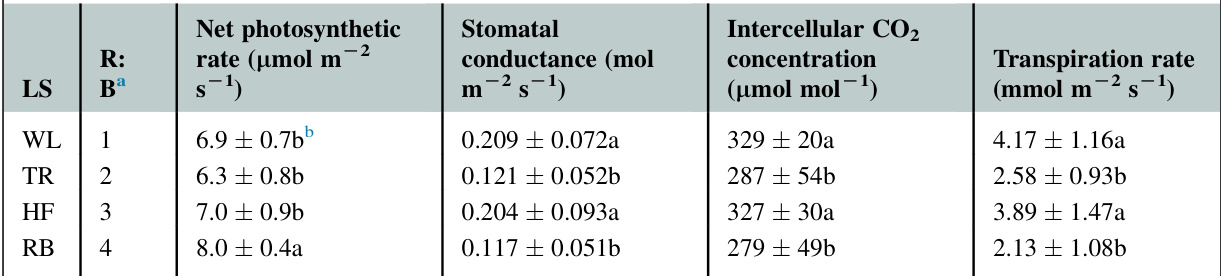 LS | R: Bᵃ | Net photosynthetic rate (μmol m⁻² s⁻¹) | Stomatal conductance (mol m⁻² s⁻¹) | Intercellular CO₂ concentration (μmol mol⁻¹) | Transpiration rate (mmol m⁻² s⁻¹)
WL | 1 | 6.9 ± 0.7bᵇ | 0.209 ± 0.072a | 329 ± 20a | 4.17 ± 1.16a
TR | 2 | 6.3 ± 0.8b | 0.121 ± 0.052b | 287 ± 54b | 2.58 ± 0.93b
HF | 3 | 7.0 ± 0.9b | 0.204 ± 0.093a | 327 ± 30a | 3.89 ± 1.47a
RB | 4 | 8.0 ± 0.4a | 0.117 ± 0.051b | 279 ± 49b | 2.13 ± 1.08b